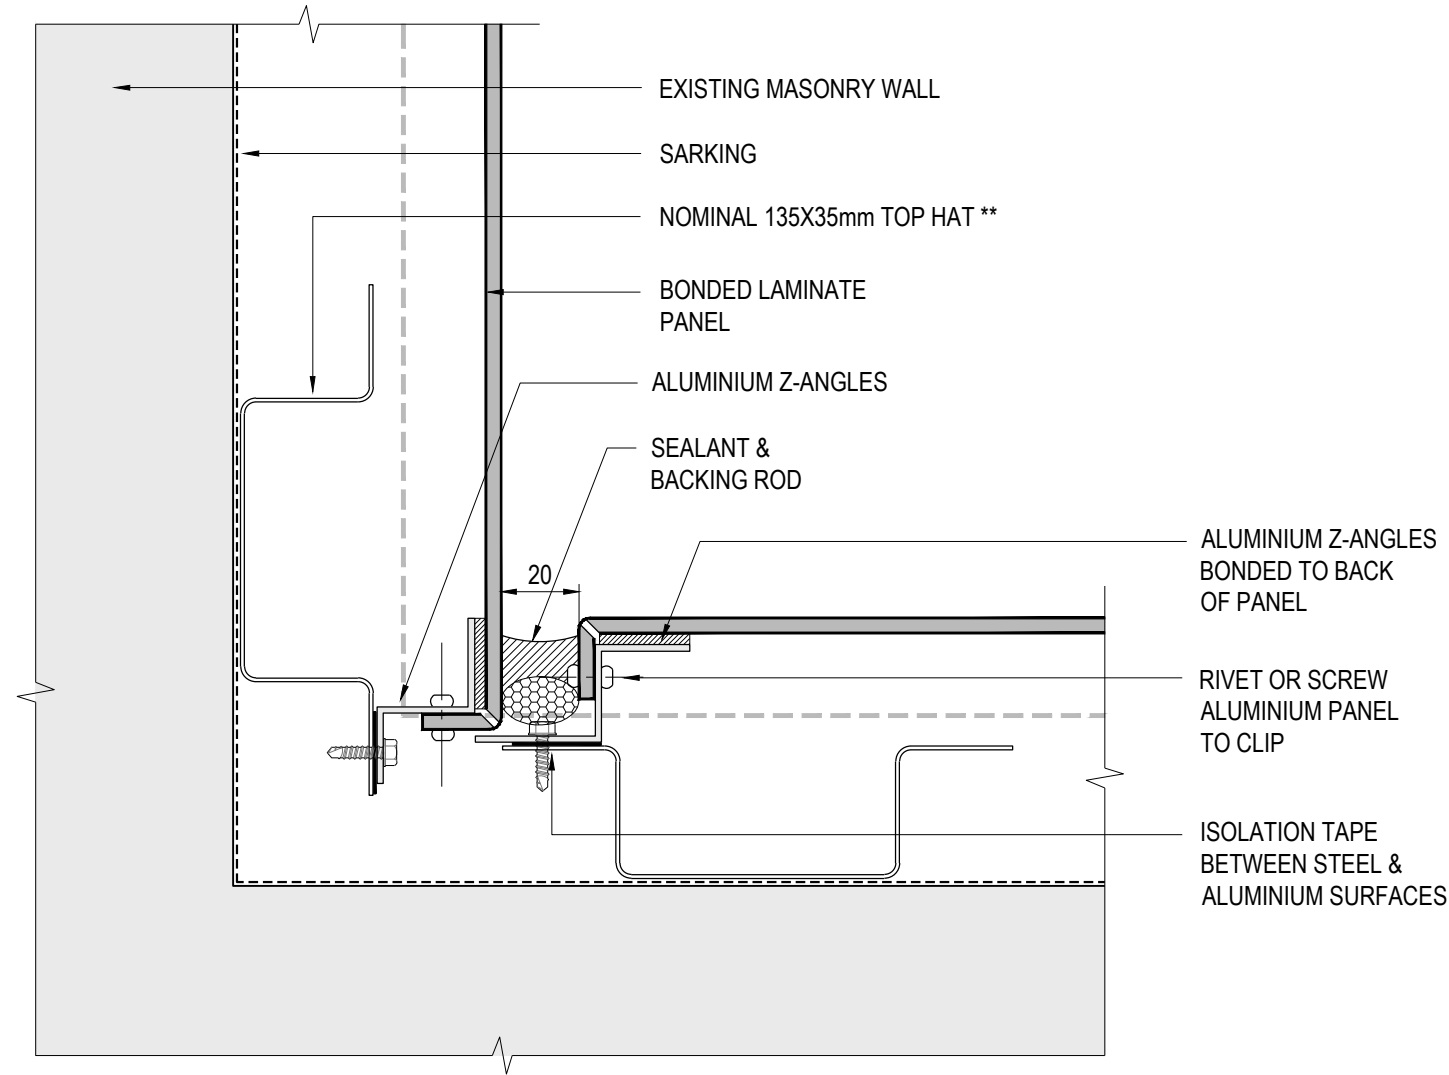 EXISTING MASONRY WALL
SARKING
NOMINAL 135X35mm TOP HAT **
BONDED LAMINATE
PANEL
ALUMINIUM Z-ANGLES
SEALANT &
BACKING ROD
20
ALUMINIUM Z-ANGLES
BONDED TO BACK
OF PANEL
RIVET OR SCREW
ALUMINIUM PANEL
TO CLIP
ISOLATION TAPE
BETWEEN STEEL &
ALUMINIUM SURFACES